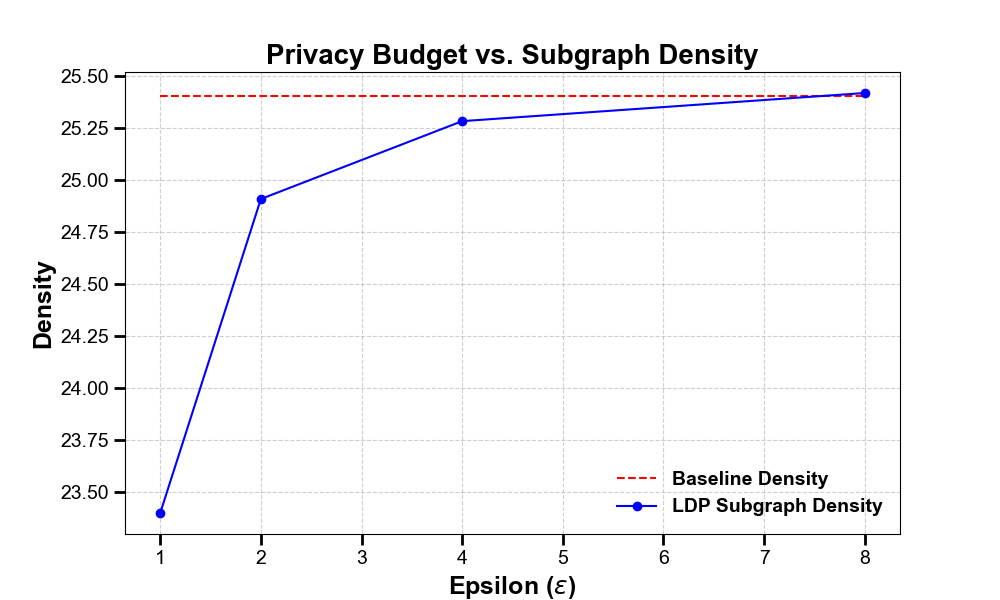 Privacy Budget vs. Subgraph Density
25.50
25.25
25.00
24.75
24.50
24.25
24.00
23.75
23.50
Density
Baseline Density
LDP Subgraph Density
1 2 3 4 5 6 7 8
Epsilon (ε)